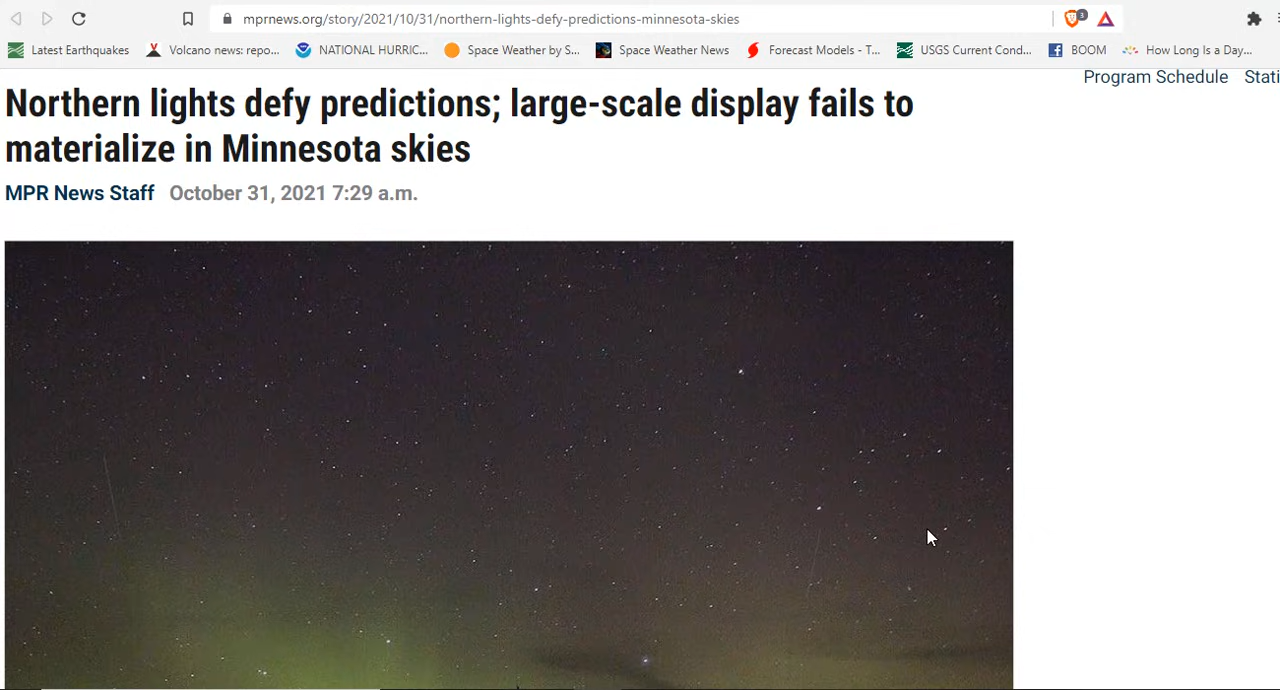 mprnews.org/story/2021/10/31/northern-lights-defy-predictions-minnesota-skies 3
Latest Earthquakes Volcano news: repo... NATIONAL HURRIC... Space Weather by S... Space Weather News Forecast Models - T... USGS Current Cond... BOOM How Long Is a Day...
Program Schedule Stati
Northern lights defy predictions; large-scale display fails to
materialize in Minnesota skies
MPR News Staff October 31, 2021 7:29 a.m.